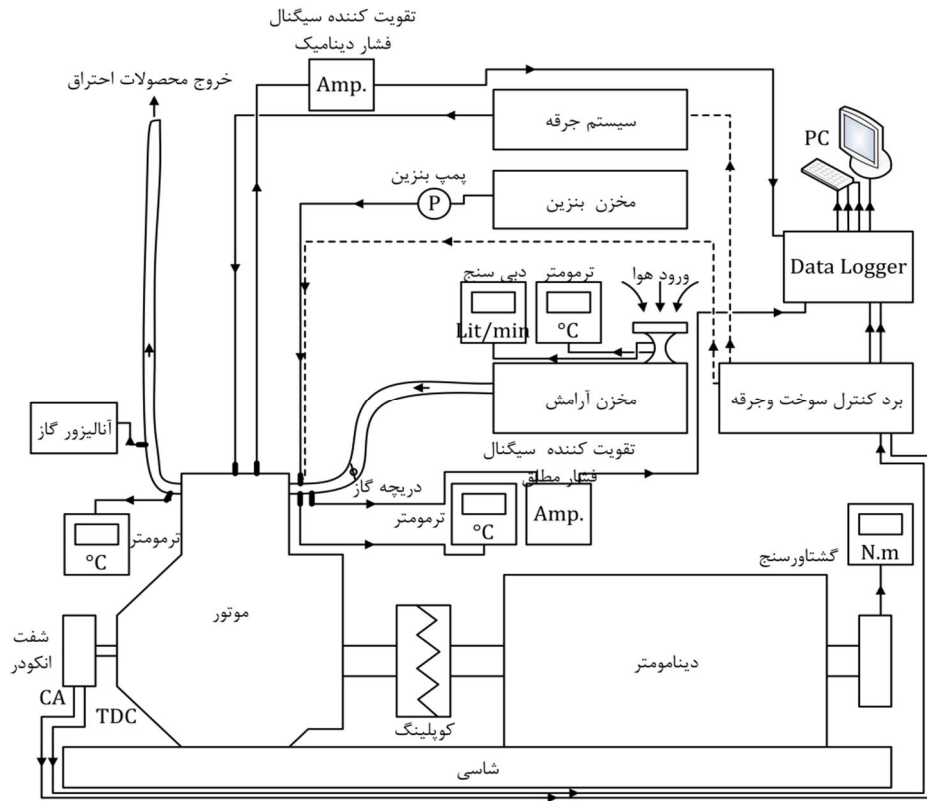 تقویت کننده سیگنال
فشار دینامیک
Amp.
خروج محصولات احتراق
سیستم جرقه
PC
پمپ بنزین
P
مخزن بنزین
Data Logger
دبی سنج
Lit/min
ترمومتر
°C
ورود هوا
مخزن آرامش
برد کنترل سوخت وجرقه
آنالیزور گاز
تقویت کننده سیگنال
فشار مطلق
Amp.
دریچه گاز
ترمومتر
°C
ترمومتر
°C
گشتاورسنج
N.m
موتور
شفت
انکودر
CA
TDC
کوپلینگ
دینامومتر
شاسی